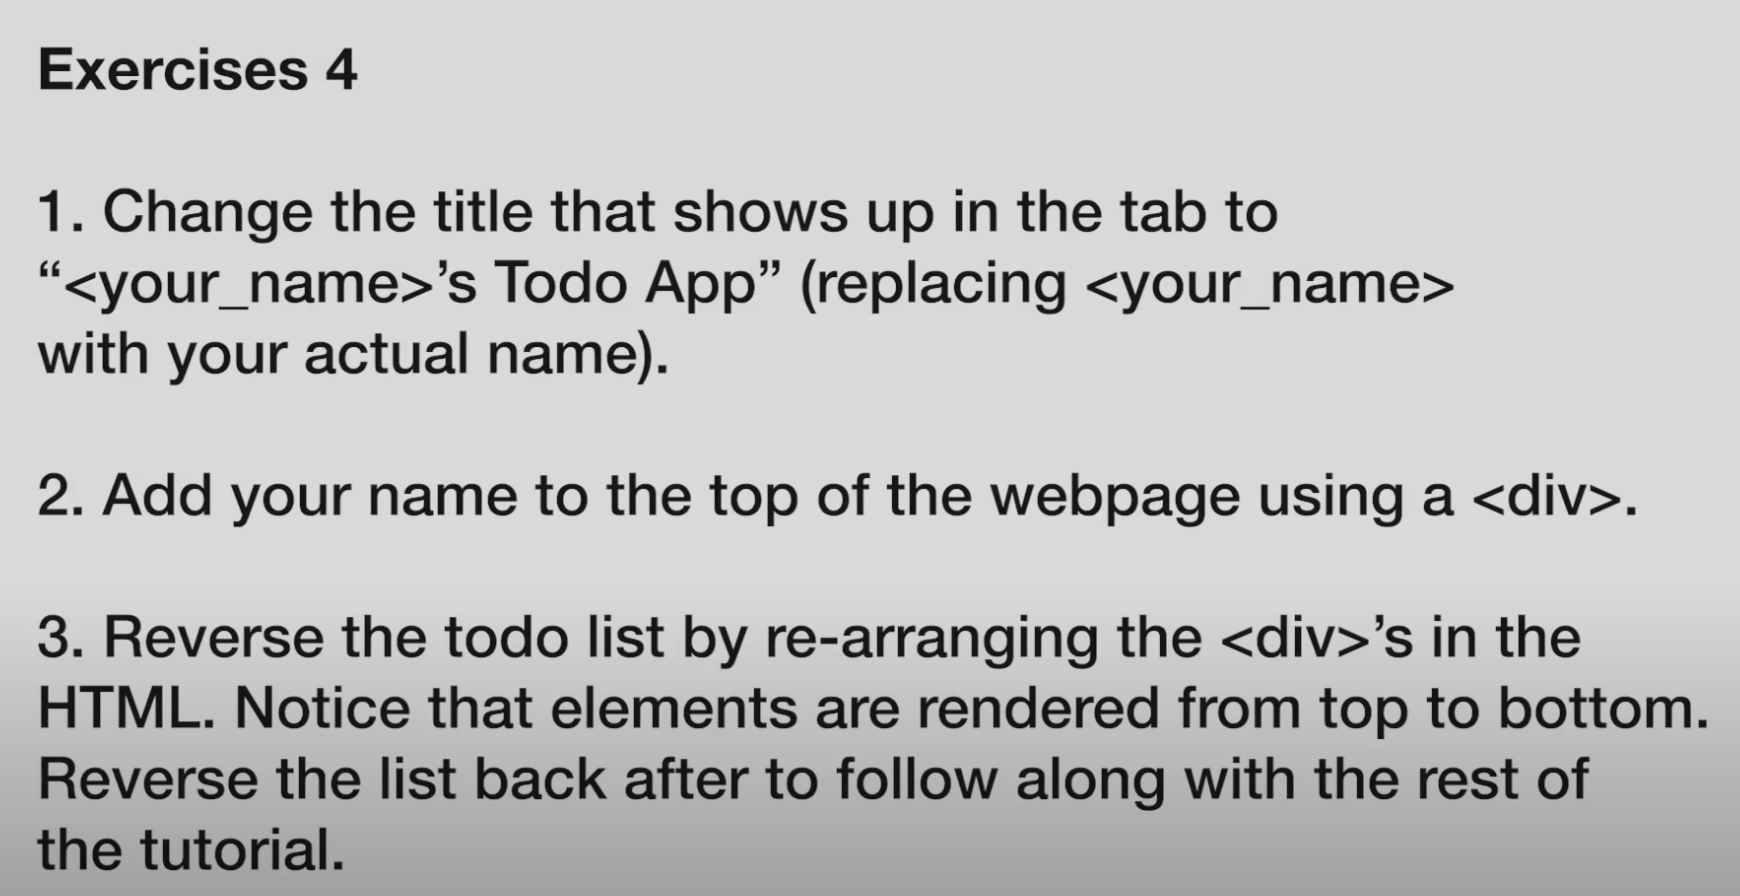 Exercises 4
1. Change the title that shows up in the tab to
“<your_name>’s Todo App” (replacing <your_name>
with your actual name).
2. Add your name to the top of the webpage using a <div>.
3. Reverse the todo list by re-arranging the <div>’s in the
HTML. Notice that elements are rendered from top to bottom.
Reverse the list back after to follow along with the rest of
the tutorial.